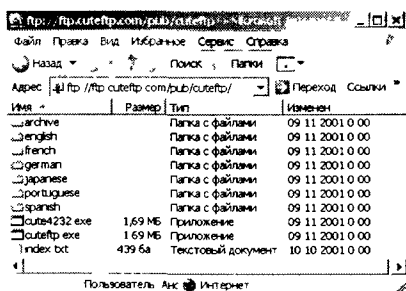 ftp://ftp.cuteftp.com/pub/cuteftp/ - Microsoft
Файл Правка Вид Избранное Сервис Справка
Назад Поиск Папки
Адрес ftp //ftp cuteftp com/pub/cuteftp/ Переход Ссылки »
Имя Размер Тип Изменен
archive Папка с файлами 09 11 2001 0 00
english Папка с файлами 09 11 2001 0 00
french Папка с файлами 09 11 2001 0 00
german Папка с файлами 09 11 2001 0 00
japanese Папка с файлами 09 11 2001 0 00
portuguese Папка с файлами 09 11 2001 0 00
spanish Папка с файлами 09 11 2001 0 00
cute4232 exe 1,69 МБ Приложение 09 11 2001 0 00
cuteftp exe 1 69 МБ Приложение 09 11 2001 0 00
index txt 439 ба Текстовый документ 10 10 2001 0 00
Пользователь Анс Интернет